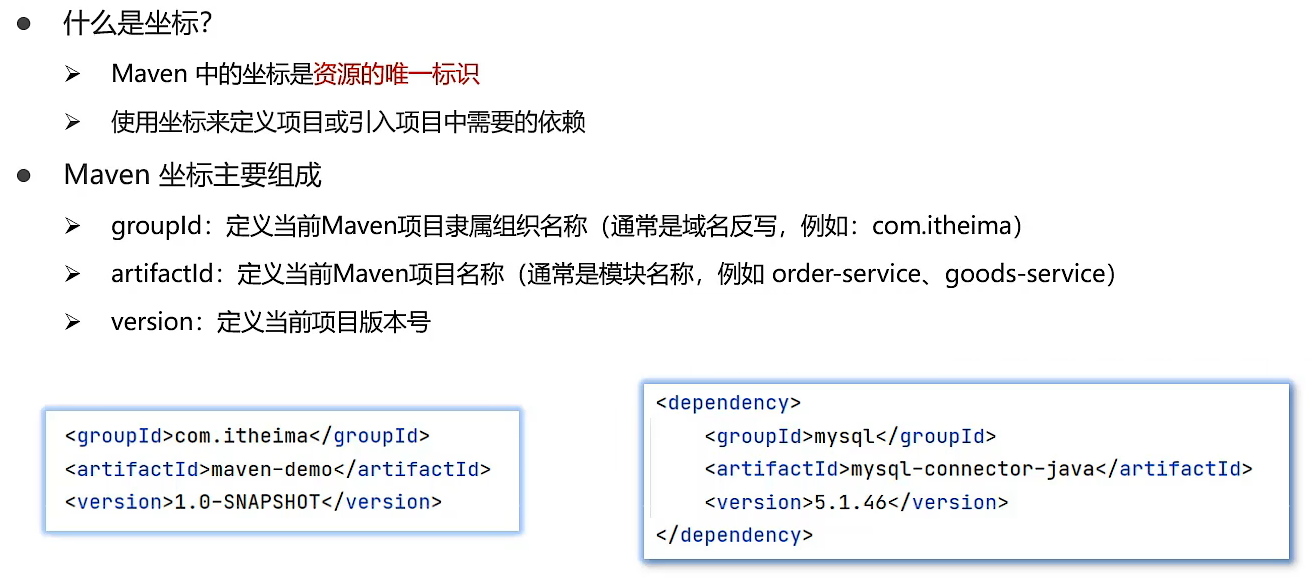 ● 什么是坐标？
➢ Maven 中的坐标是资源的唯一标识
➢ 使用坐标来定义项目或引入项目中需要的依赖
● Maven 坐标主要组成
➢ groupId：定义当前Maven项目隶属组织名称（通常是域名反写，例如：com.itheima）
➢ artifactId：定义当前Maven项目名称（通常是模块名称，例如 order-service、goods-service）
➢ version：定义当前项目版本号
<groupId>com.itheima</groupId>
<artifactId>maven-demo</artifactId>
<version>1.0-SNAPSHOT</version>
<dependency>
    <groupId>mysql</groupId>
    <artifactId>mysql-connector-java</artifactId>
    <version>5.1.46</version>
</dependency>